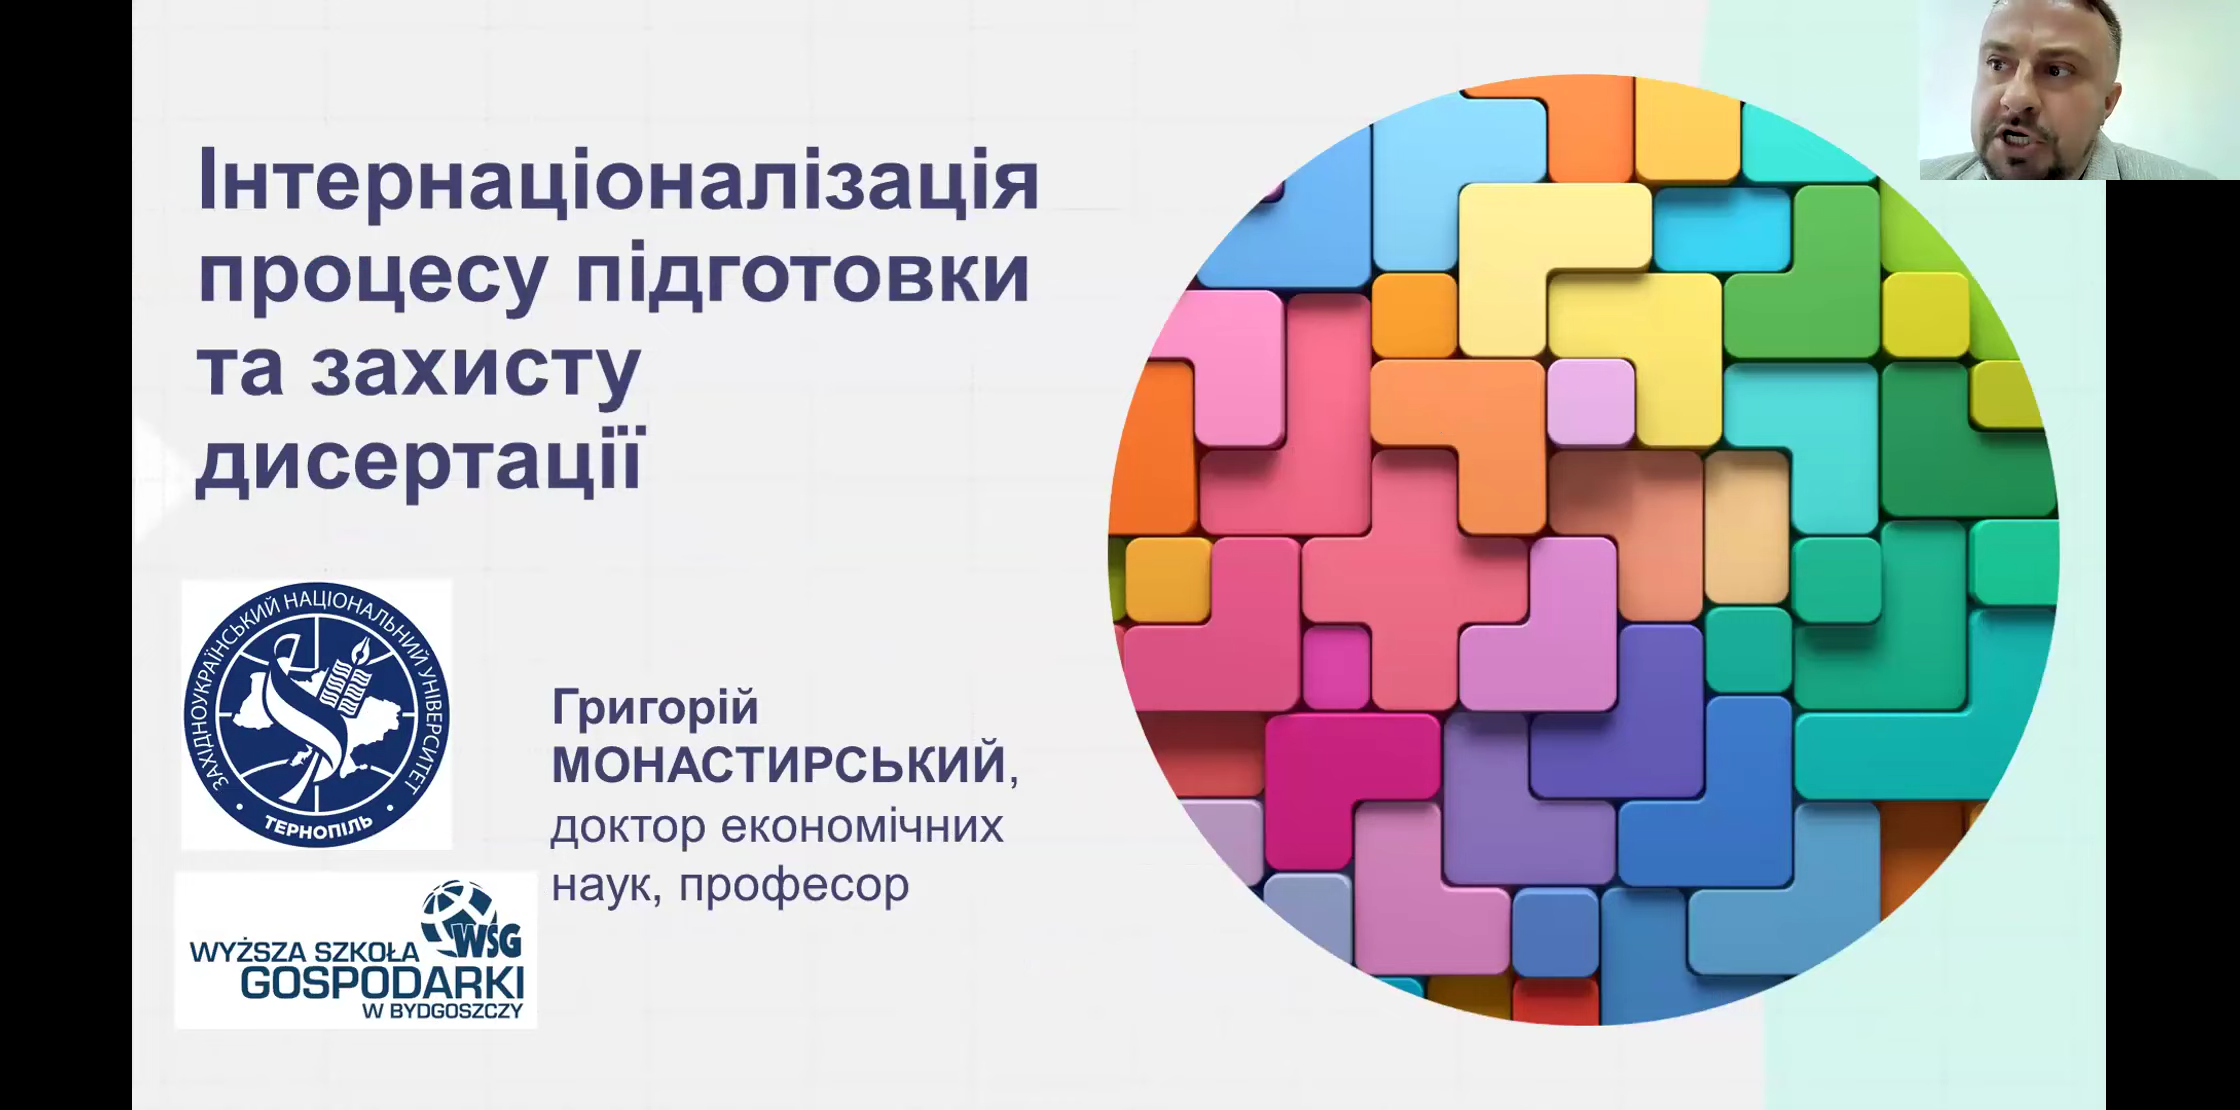 Інтернаціоналізація
процесу підготовки
та захисту
дисертації
ЗАХІДНОУКРАЇНСЬКИЙ НАЦІОНАЛЬНИЙ УНІВЕРСИТЕТ
ТЕРНОПІЛЬ
Григорій
МОНАСТИРСЬКИЙ,
доктор економічних
наук, професор
WSG
WYŻSZA SZKOŁA
GOSPODARKI
W BYDGOSZCZY